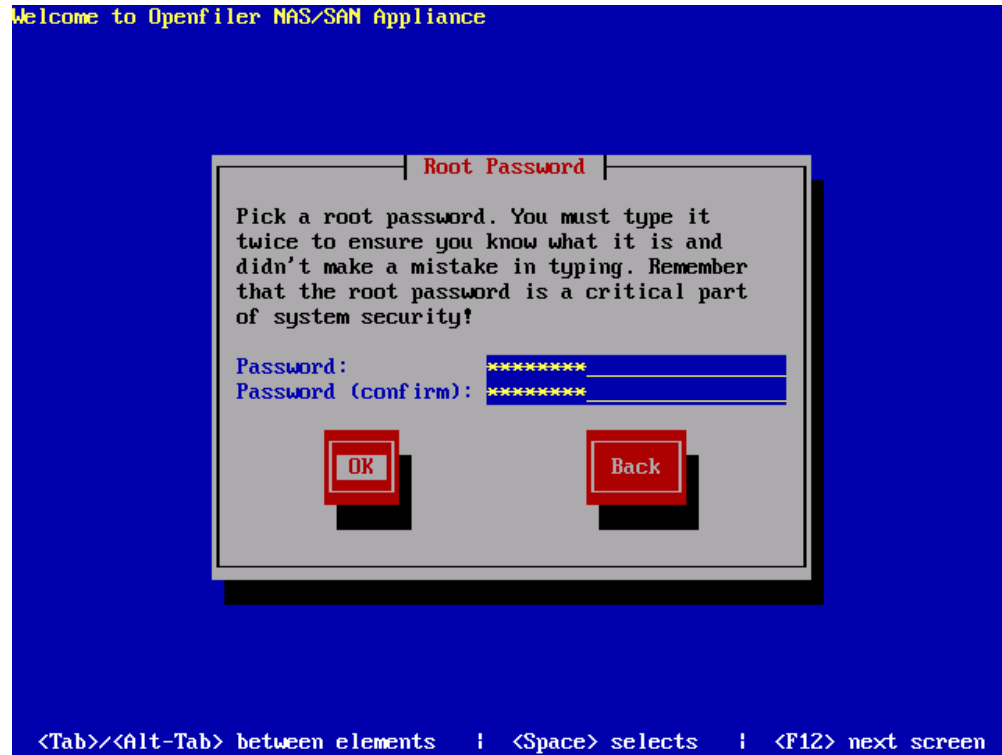 Welcome to Openfiler NAS/SAN Appliance
Root Password
Pick a root password. You must type it
twice to ensure you know what it is and
didn't make a mistake in typing. Remember
that the root password is a critical part
of system security!
Password: ********
Password (confirm): ********
OK Back
<Tab>/<Alt-Tab> between elements | <Space> selects | <F12> next screen